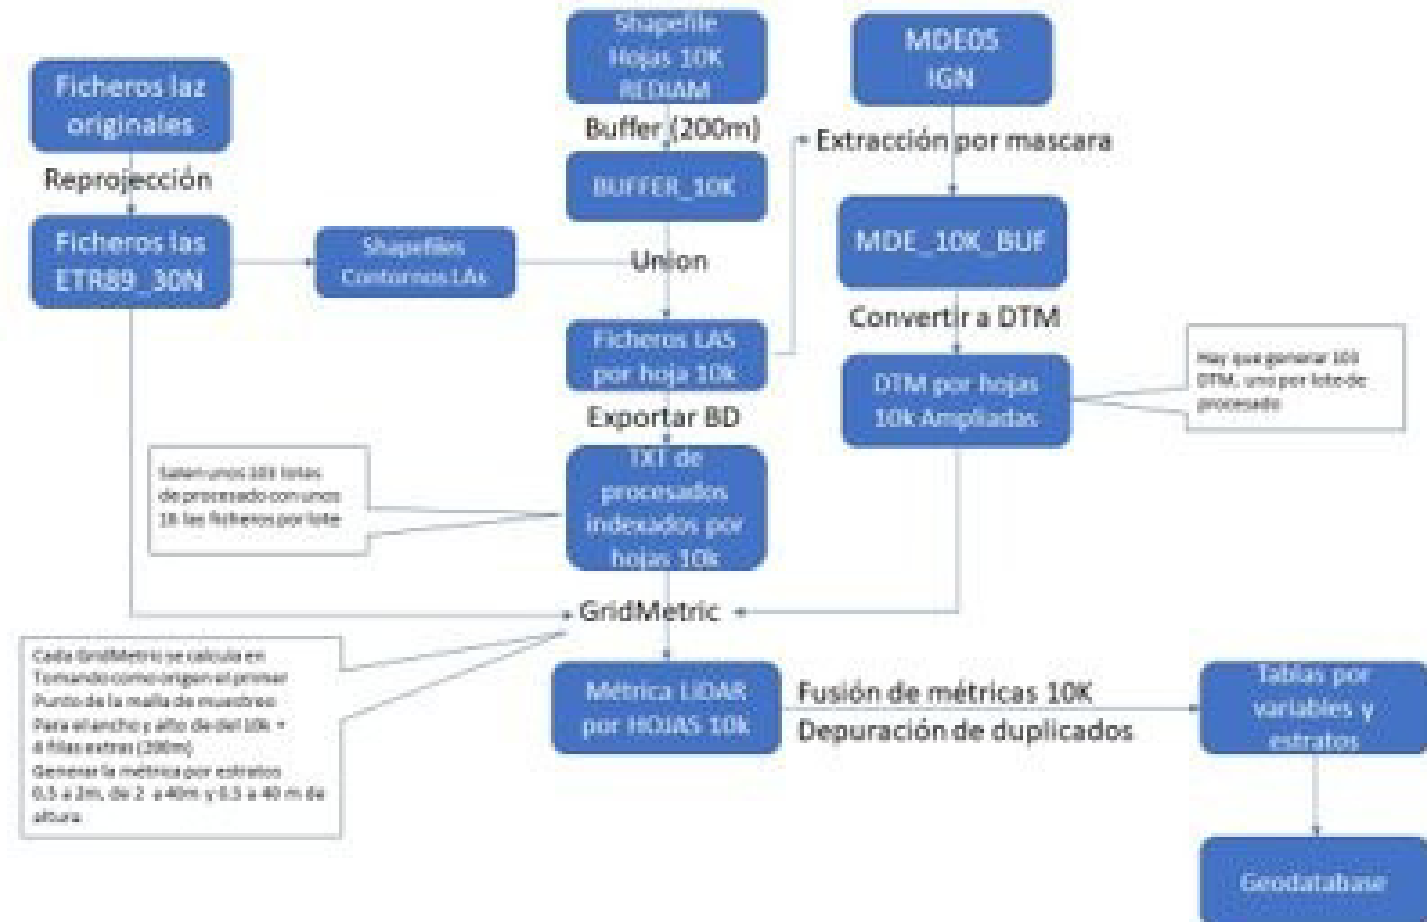 Shapefile
Hojas 10K
REDIAM
MDE05
IGN
Ficheros laz
originales
Buffer (200m)
Extracción por mascara
Reprojección
BUFFER_10K
Ficheros las
ETR89_30N
Shapefiles
Contornos LAs
Union
MDE_10K_BUF
Convertir a DTM
Ficheros LAS
por hoja 10k
DTM por hojas
10k Ampliadas
Hay que generar 103
DTM, uno por lote de
procesado
Exportar BD
TXT de
procesados
indexados por
hojas 10k
Salen unos 103 lotes
de procesado con unos
16 las ficheros por lote
GridMetric
Cada GridMetric se calcula en
Tomando como origen el primer
Punto de la malla de muestreo
Para el ancho y alto de del 10k +
4 filas extras (200m)
Generar la métrica por estratos
0,5 a 2m, de 2 a 40m y 0.5 a 40 m de
altura
Métrica LiDAR
por HOJAS 10k
Fusión de métricas 10K
Depuración de duplicados
Tablas por
variables y
estratos
Geodatabase